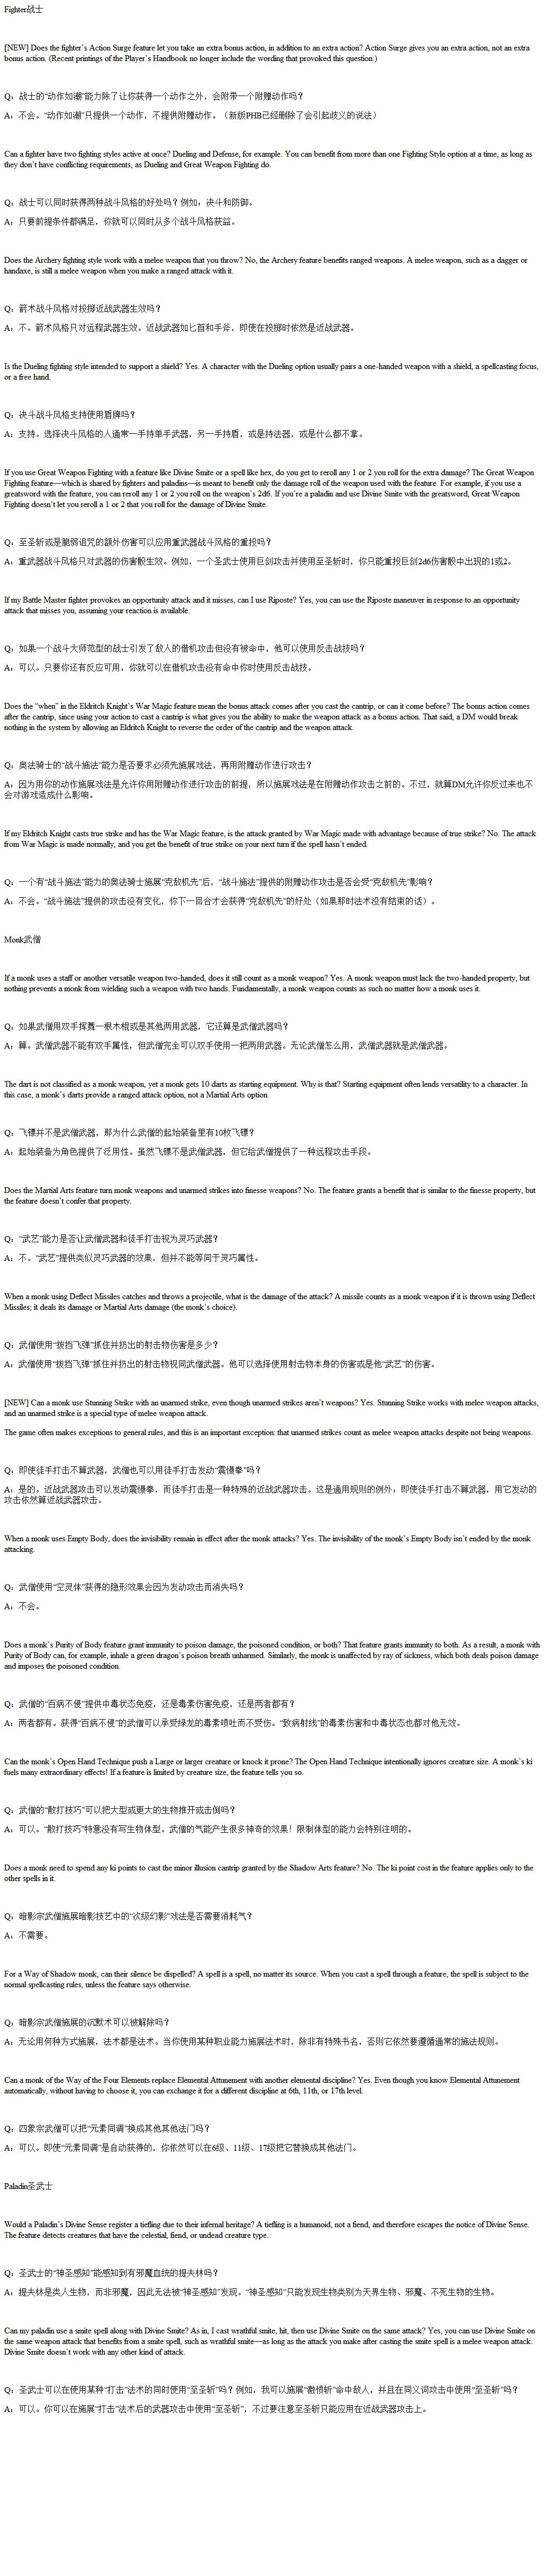 Fighter战士
[NEW] Does the fighter's Action Surge feature let you take an extra bonus action, in addition to an extra action? Action Surge gives you an extra action, not an extra
bonus action. (Recent printings of the Player's Handbook no longer include the wording that provoked this question.)
Q：战士的“动作如潮”能力除了让你获得一个动作之外，会附带一个附赠动作吗？
A：不会。“动作如潮”只提供一个动作，不提供附赠动作。（新版PHB已经删除了会引起歧义的说法）
Can a fighter have two fighting styles active at once? Dueling and Defense, for example. You can benefit from more than one Fighting Style option at a time, as long as
they don't have conflicting requirements, as Dueling and Great Weapon Fighting do.
Q：战士可以同时获得两种战斗风格的好处吗？例如，决斗和防御。
A：只要前提条件都满足，你就可以同时从多个战斗风格获益。
Does the Archery fighting style work with a melee weapon that you throw? No, the Archery feature benefits ranged weapons. A melee weapon, such as a dagger or
handaxe, is still a melee weapon when you make a ranged attack with it.
Q：箭术战斗风格对投掷近战武器生效吗？
A：不。箭术风格只对远程武器生效。近战武器如匕首和手斧，即使在投掷时依然是近战武器。
Is the Dueling fighting style intended to support a shield? Yes. A character with the Dueling option usually pairs a one-handed weapon with a shield, a spellcasting focus,
or a free hand.
Q：决斗战斗风格支持使用盾牌吗？
A：支持。选择决斗风格的人通常一手持单手武器，另一手持盾，或是持法器，或是什么都不拿。
If you use Great Weapon Fighting with a feature like Divine Smite or a spell like hex, do you get to reroll any 1 or 2 you roll for the extra damage? The Great Weapon
Fighting feature—which is shared by fighters and paladins—is meant to benefit only the damage roll of the weapon used with the feature. For example, if you use a
greatsword with the feature, you can reroll any 1 or 2 you roll on the weapon's 2d6. If you're a paladin and use Divine Smite with the greatsword, Great Weapon
Fighting doesn't let you reroll a 1 or 2 that you roll for the damage of Divine Smite.
Q：至圣斩或是脆弱诅咒的额外伤害可以应用重武器战斗风格的重投吗？
A：重武器战斗风格只对武器的伤害骰生效。例如，一个圣武士使用巨剑攻击并使用至圣斩时，你只能重投巨剑2d6伤害骰中出现的1或2。
If my Battle Master fighter provokes an opportunity attack and it misses, can I use Riposte? Yes, you can use the Riposte maneuver in response to an opportunity
attack that misses you, assuming your reaction is available.
Q：如果一个战斗大师范型的战士引发了敌人的借机攻击但没有被命中，他可以使用反击战技吗？
A：可以。只要你还有反应可用，你就可以在借机攻击没有命中你时使用反击战技。
Does the “when” in the Eldritch Knight's War Magic feature mean the bonus attack comes after you cast the cantrip, or can it come before? The bonus action comes
after the cantrip, since using your action to cast a cantrip is what gives you the ability to make the weapon attack as a bonus action. That said, a DM would break
nothing in the system by allowing an Eldritch Knight to reverse the order of the cantrip and the weapon attack.
Q：奥法骑士的“战斗施法”能力是否要求必须先施展戏法，再用附赠动作进行攻击？
A：因为用你的动作施展戏法是允许你用附赠动作进行攻击的前提，所以施展戏法是在附赠动作攻击之前的。不过，就算DM允许你反过来也不
会对游戏造成什么影响。
If my Eldritch Knight casts true strike and has the War Magic feature, is the attack granted by War Magic made with advantage because of true strike? No. The attack
from War Magic is made normally, and you get the benefit of true strike on your next turn if the spell hasn't ended.
Q：一个有“战斗施法”能力的奥法骑士施展“克敌机先”后，“战斗施法”提供的附赠动作攻击是否会受“克敌机先”影响？
A：不会。“战斗施法”提供的攻击没有变化，你下一回合才会获得“克敌机先”的好处（如果那时法术没有结束的话）。
Monk武僧
If a monk uses a staff or another versatile weapon two-handed, does it still count as a monk weapon? Yes. A monk weapon must lack the two-handed property, but
nothing prevents a monk from wielding such a weapon with two hands. Fundamentally, a monk weapon counts as such no matter how a monk uses it.
Q：如果武僧用双手挥舞一根木棍或是其他两用武器，它还算是武僧武器吗？
A：算。武僧武器不能有双手属性，但武僧完全可以双手使用一把两用武器。无论武僧怎么用，武僧武器就是武僧武器。
The dart is not classified as a monk weapon, yet a monk gets 10 darts as starting equipment. Why is that? Starting equipment often lends versatility to a character. In
this case, a monk's darts provide a ranged attack option, not a Martial Arts option.
Q：飞镖并不是武僧武器，那为什么武僧的起始装备里有10枚飞镖？
A：起始装备为角色提供了泛用性。虽然飞镖不是武僧武器，但它给武僧提供了一种远程攻击手段。
Does the Martial Arts feature turn monk weapons and unarmed strikes into finesse weapons? No. The feature grants a benefit that is similar to the finesse property, but
the feature doesn't confer that property.
Q：“武艺”能力是否让武僧武器和徒手打击视为灵巧武器？
A：不。“武艺”提供类似灵巧武器的效果，但并不能等同于灵巧属性。
When a monk using Deflect Missiles catches and throws a projectile, what is the damage of the attack? A missile counts as a monk weapon if it is thrown using Deflect
Missiles; it deals its damage or Martial Arts damage (the monk's choice).
Q：武僧使用“拨挡飞弹”抓住并扔出的射击物伤害是多少？
A：武僧使用“拨挡飞弹”抓住并扔出的射击物视同武僧武器。他可以选择使用射击物本身的伤害或是他“武艺”的伤害。
[NEW] Can a monk use Stunning Strike with an unarmed strike, even though unarmed strikes aren't weapons? Yes. Stunning Strike works with melee weapon attacks,
and an unarmed strike is a special type of melee weapon attack.
The game often makes exceptions to general rules, and this is an important exception: that unarmed strikes count as melee weapon attacks despite not being weapons.
Q：即使徒手打击不算武器，武僧也可以用徒手打击发动“震慑拳”吗？
A：是的。近战武器攻击可以发动震慑拳，而徒手打击是一种特殊的近战武器攻击。这是通用规则的例外：即使徒手打击不算武器，用它发动的
攻击依然算近战武器攻击。
When a monk uses Empty Body, does the invisibility remain in effect after the monk attacks? Yes. The invisibility of the monk's Empty Body isn't ended by the monk
attacking.
Q：武僧使用“空灵体”获得的隐形效果会因为发动攻击而消失吗？
A：不会。
Does a monk's Purity of Body feature grant immunity to poison damage, the poisoned condition, or both? That feature grants immunity to both. As a result, a monk with
Purity of Body can, for example, inhale a green dragon's poison breath unharmed. Similarly, the monk is unaffected by ray of sickness, which both deals poison damage
and imposes the poisoned condition.
Q：武僧的“百病不侵”提供中毒状态免疫，还是毒素伤害免疫，还是两者都有？
A：两者都有。获得“百病不侵”的武僧可以承受绿龙的毒素喷吐而不受伤。“致病射线”的毒素伤害和中毒状态也都对他无效。
Can the monk's Open Hand Technique push a Large or larger creature or knock it prone? The Open Hand Technique intentionally ignores creature size. A monk's ki
fuels many extraordinary effects! If a feature is limited by creature size, the feature tells you so.
Q：武僧的“散打技巧”可以把大型或更大的生物推开或击倒吗？
A：可以。“散打技巧”特意没有写生物体型。武僧的气能产生很多神奇的效果！限制体型的能力会特别注明的。
Does a monk need to spend any ki points to cast the minor illusion cantrip granted by the Shadow Arts feature? No. The ki point cost in the feature applies only to the
other spells in it.
Q：暗影宗武僧施展暗影技艺中的“次级幻影”戏法是否需要消耗气？
A：不需要。
For a Way of Shadow monk, can their silence be dispelled? A spell is a spell, no matter its source. When you cast a spell through a feature, the spell is subject to the
normal spellcasting rules, unless the feature says otherwise.
Q：暗影宗武僧施展的沉默术可以被解除吗？
A：无论用何种方式施展，法术都是法术。当你使用某种职业能力施展法术时，除非有特殊书名，否则它依然要遵循通常的施法规则。
Can a monk of the Way of the Four Elements replace Elemental Attunement with another elemental discipline? Yes. Even though you know Elemental Attunement
automatically, without having to choose it, you can exchange it for a different discipline at 6th, 11th, or 17th level.
Q：四象宗武僧可以把“元素同调”换成其他其他法门吗？
A：可以。即使“元素同调”是自动获得的，你依然可以在6级、11级、17级把它替换成其他法门。
Paladin圣武士
Would a Paladin's Divine Sense register a tiefling due to their infernal heritage? A tiefling is a humanoid, not a fiend, and therefore escapes the notice of Divine Sense.
The feature detects creatures that have the celestial, fiend, or undead creature type.
Q：圣武士的“神圣感知”能感知到有邪魔血统的提夫林吗？
A：提夫林是类人生物，而非邪魔，因此无法被“神圣感知”发现。“神圣感知”只能发现生物类别为天界生物、邪魔、不死生物的生物。
Can my paladin use a smite spell along with Divine Smite? As in, I cast wrathful smite, hit, then use Divine Smite on the same attack? Yes, you can use Divine Smite on
the same weapon attack that benefits from a smite spell, such as wrathful smite—as long as the attack you make after casting the smite spell is a melee weapon attack.
Divine Smite doesn't work with any other kind of attack.
Q：圣武士可以在使用某种“打击”法术的同时使用“至圣斩”吗？例如，我可以施展“激愤斩”命中敌人，并且在同义词攻击中使用“至圣斩”吗？
A：可以。你可以在施展“打击”法术后的武器攻击中使用“至圣斩”，不过要注意至圣斩只能应用在近战武器攻击上。